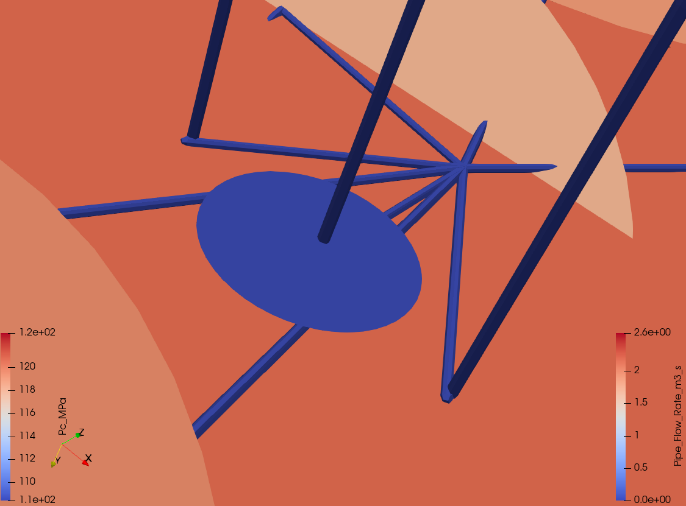 1.2e+02
120
118
116
114
112
110
1.1e+02
Pc_MPa
Z
Y
X
2.6e+00
2
1.5
1
0.5
0.0e+00
Pipe_Flow_Rate_m3_s